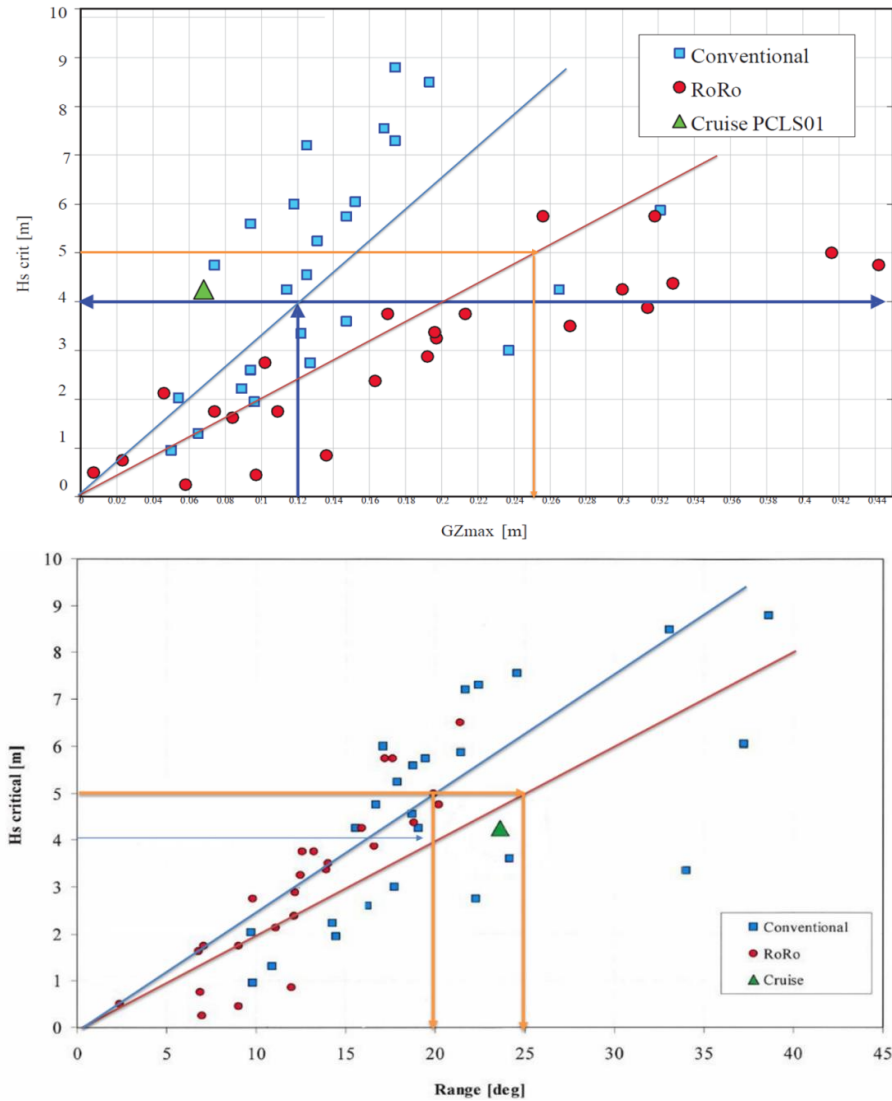 10
9
8
7
6
5
4
3
2
1
0
Hs crit [m]
Conventional
RoRo
Cruise PCLS01
0 0.02 0.04 0.06 0.08 0.1 0.12 0.14 0.16 0.18 0.2 0.22 0.24 0.26 0.28 0.3 0.32 0.34 0.36 0.38 0.4 0.42 0.44
GZmax [m]
10
9
8
7
6
5
4
3
2
1
0
Hs critical [m]
Conventional
RoRo
Cruise
0 5 10 15 20 25 30 35 40 45
Range [deg]